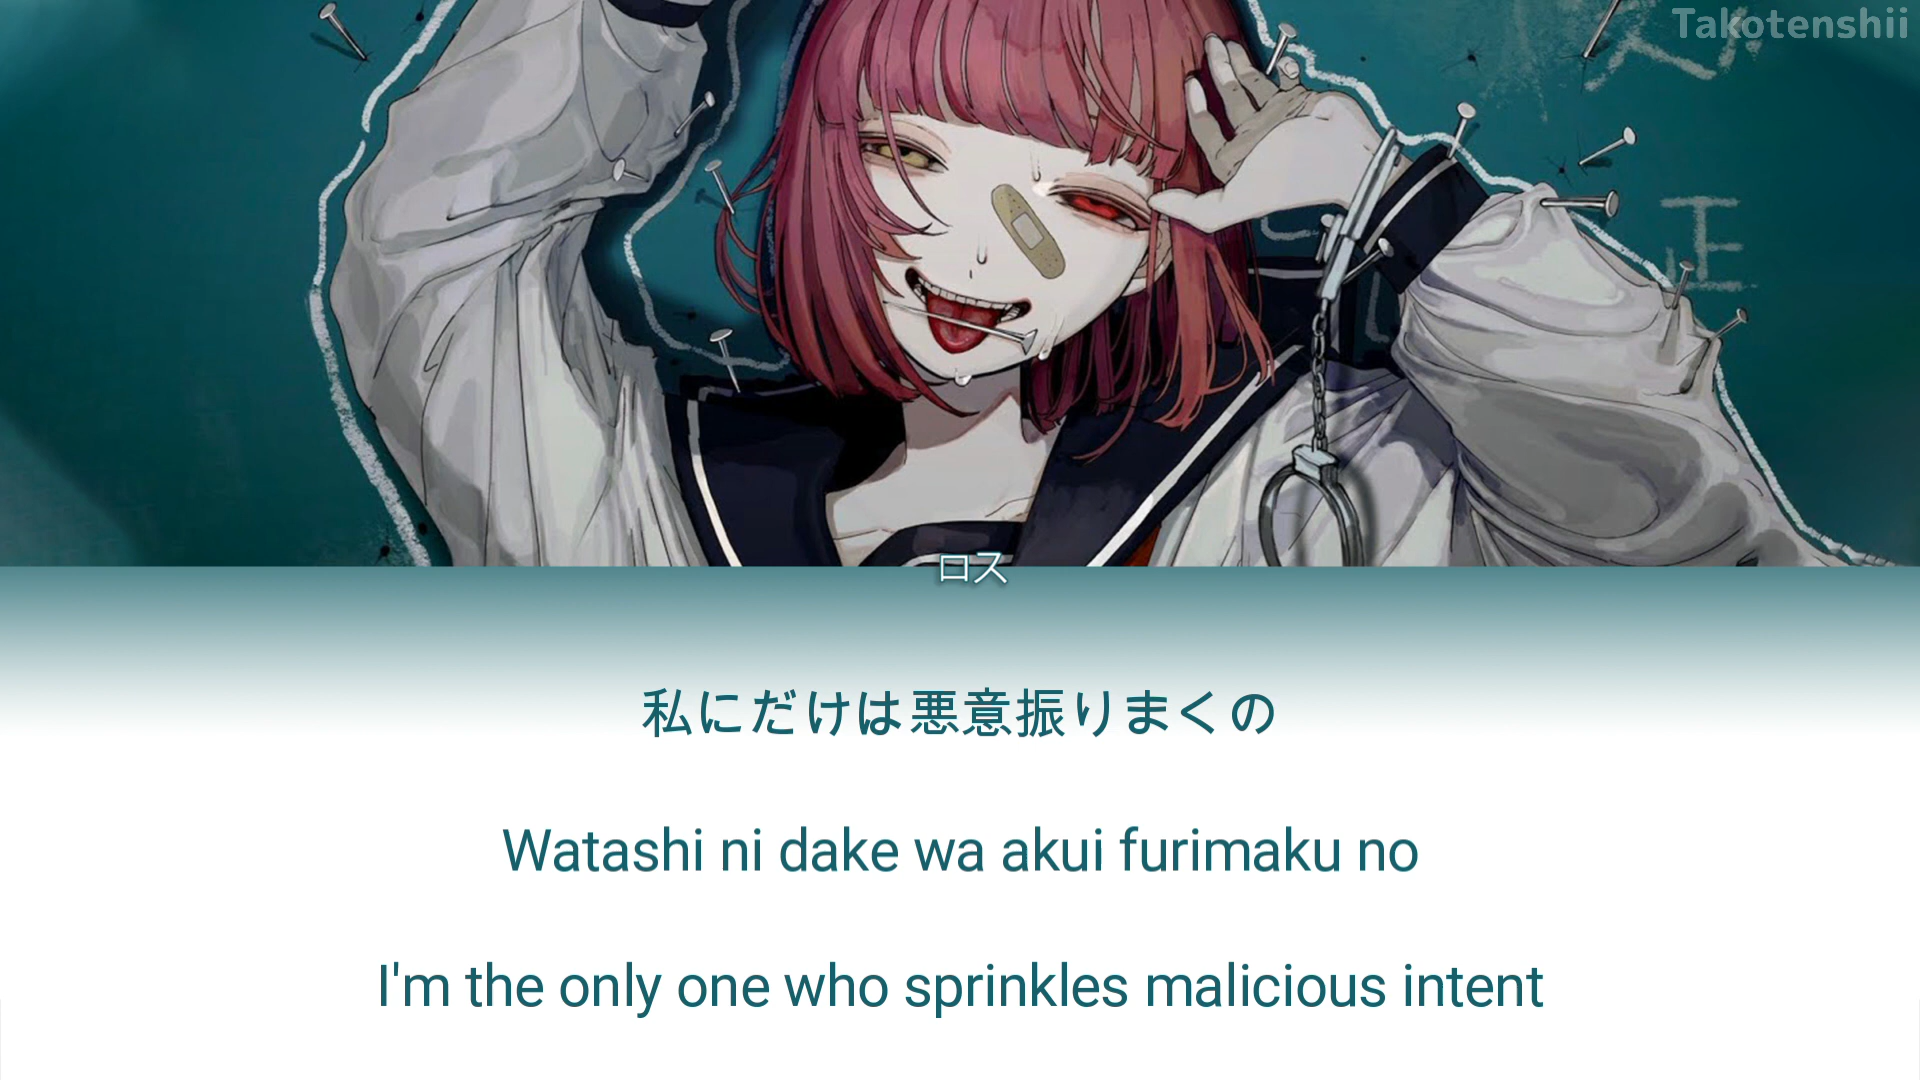 Takotenshii
正
ロス
私にだけは悪意振りまくの
Watashi ni dake wa akui furimaku no
I'm the only one who sprinkles malicious intent